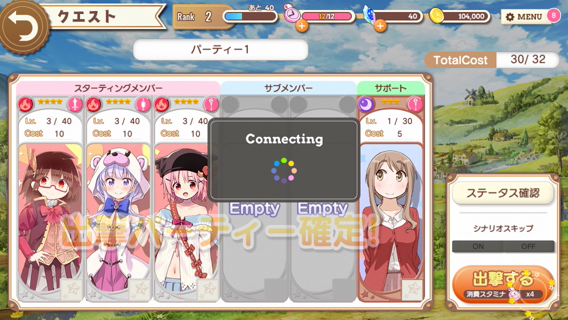 クエスト
Rank 2
あと 40
12/12
40
104,000
MENU
8
パーティー1
TotalCost 30/ 32
スターティングメンバー
サブメンバー
サポート
Lv. 3 / 40
Cost 10
Lv. 3 / 40
Cost 10
Lv. 3 / 40
Cost 10
Lv. 1 / 30
Cost 5
Connecting
Empty
Empty
出撃パーティー確定!
ステータス確認
シナリオスキップ
ON
OFF
出撃する
消費スタミナ x4